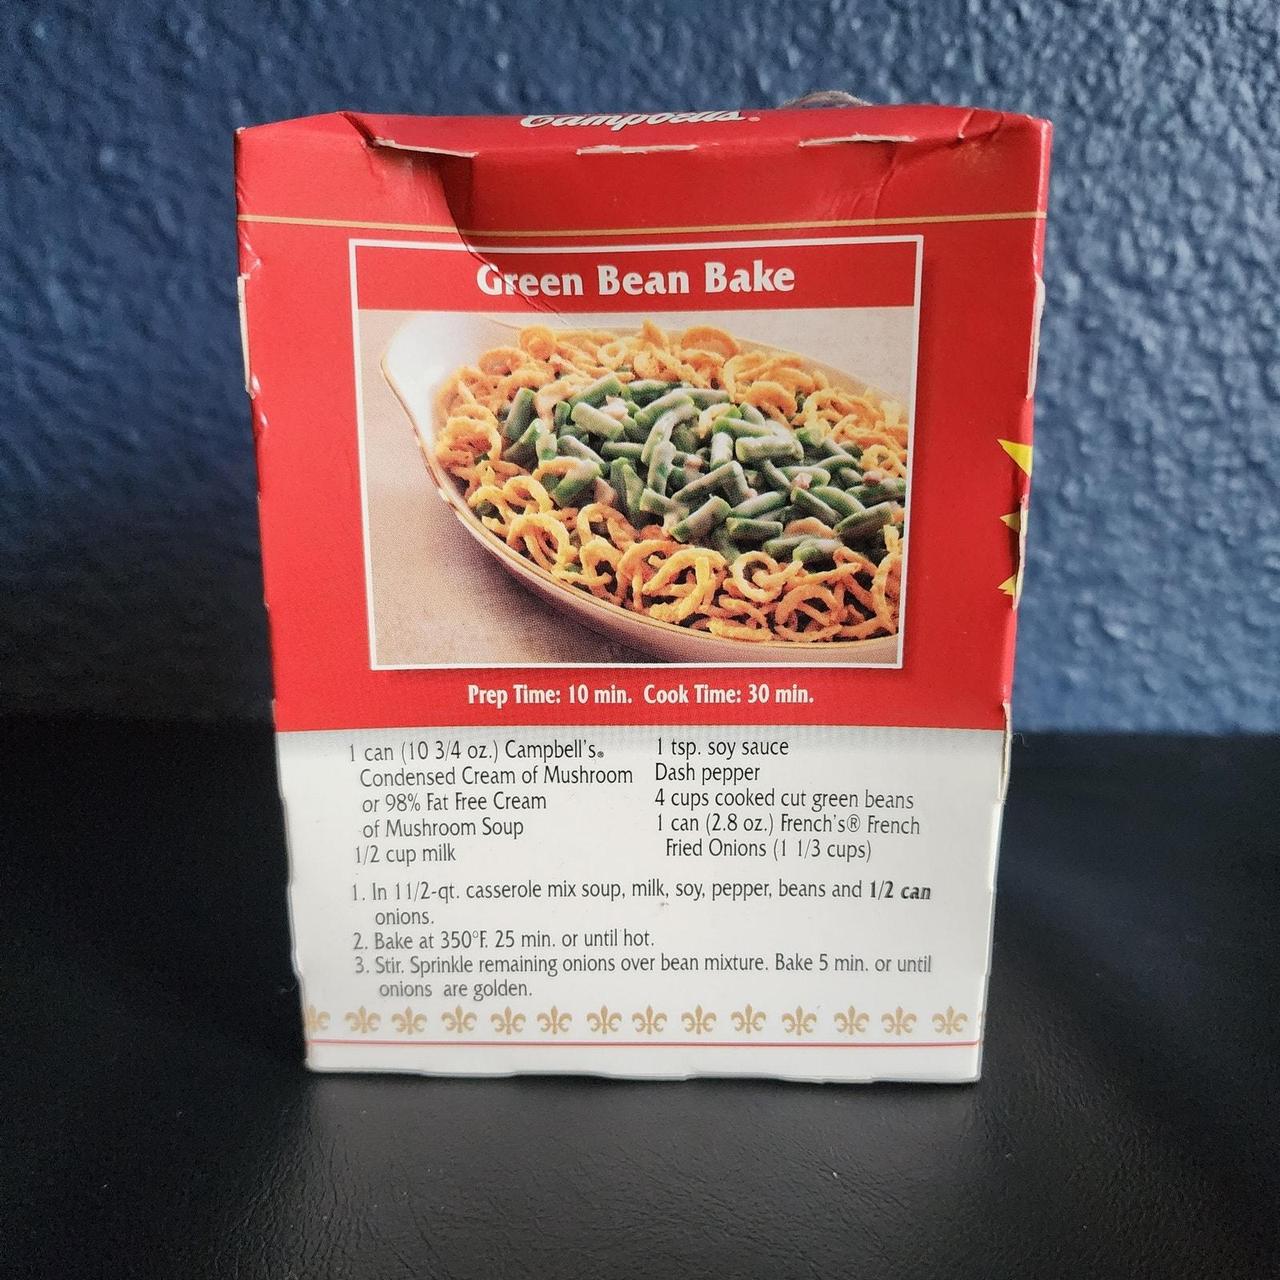 Campbell's®
Green Bean Bake
Prep Time: 10 min. Cook Time: 30 min.
1 can (10 3/4 oz.) Campbell's®
Condensed Cream of Mushroom
or 98% Fat Free Cream
of Mushroom Soup
1/2 cup milk
1 tsp. soy sauce
Dash pepper
4 cups cooked cut green beans
1 can (2.8 oz.) French's® French
Fried Onions (1 1/3 cups)
1. In 1 1/2-qt. casserole mix soup, milk, soy, pepper, beans and 1/2 can
onions.
2. Bake at 350°F. 25 min. or until hot.
3. Stir. Sprinkle remaining onions over bean mixture. Bake 5 min. or until
onions are golden.